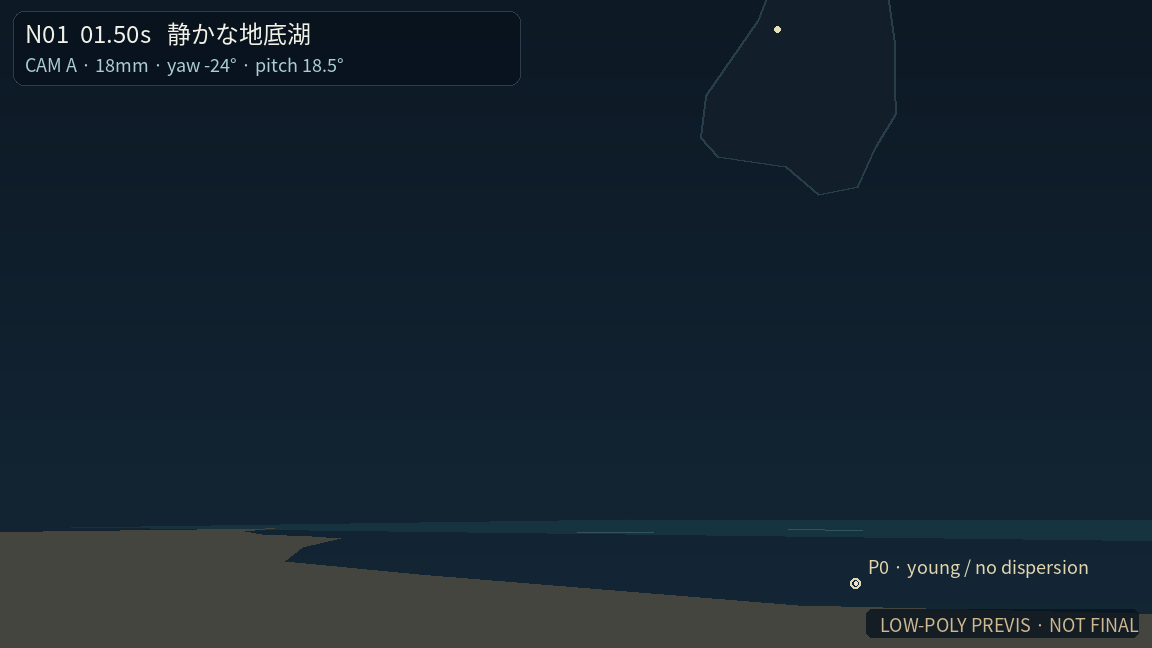 N01 01.50s 静かな地底湖
CAM A · 18mm · yaw -24° · pitch 18.5°
P0 · young / no dispersion
LOW-POLY PREVIS · NOT FINAL